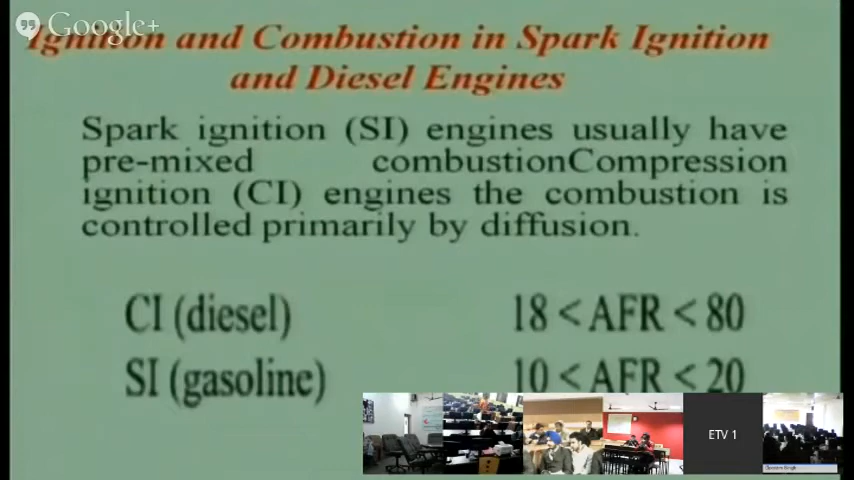 Google+
Ignition and Combustion in Spark Ignition
and Diesel Engines
Spark ignition (SI) engines usually have
pre-mixed combustionCompression
ignition (CI) engines the combustion is
controlled primarily by diffusion.
CI (diesel) 18 < AFR < 80
SI (gasoline) 10 < AFR < 20
ETV 1